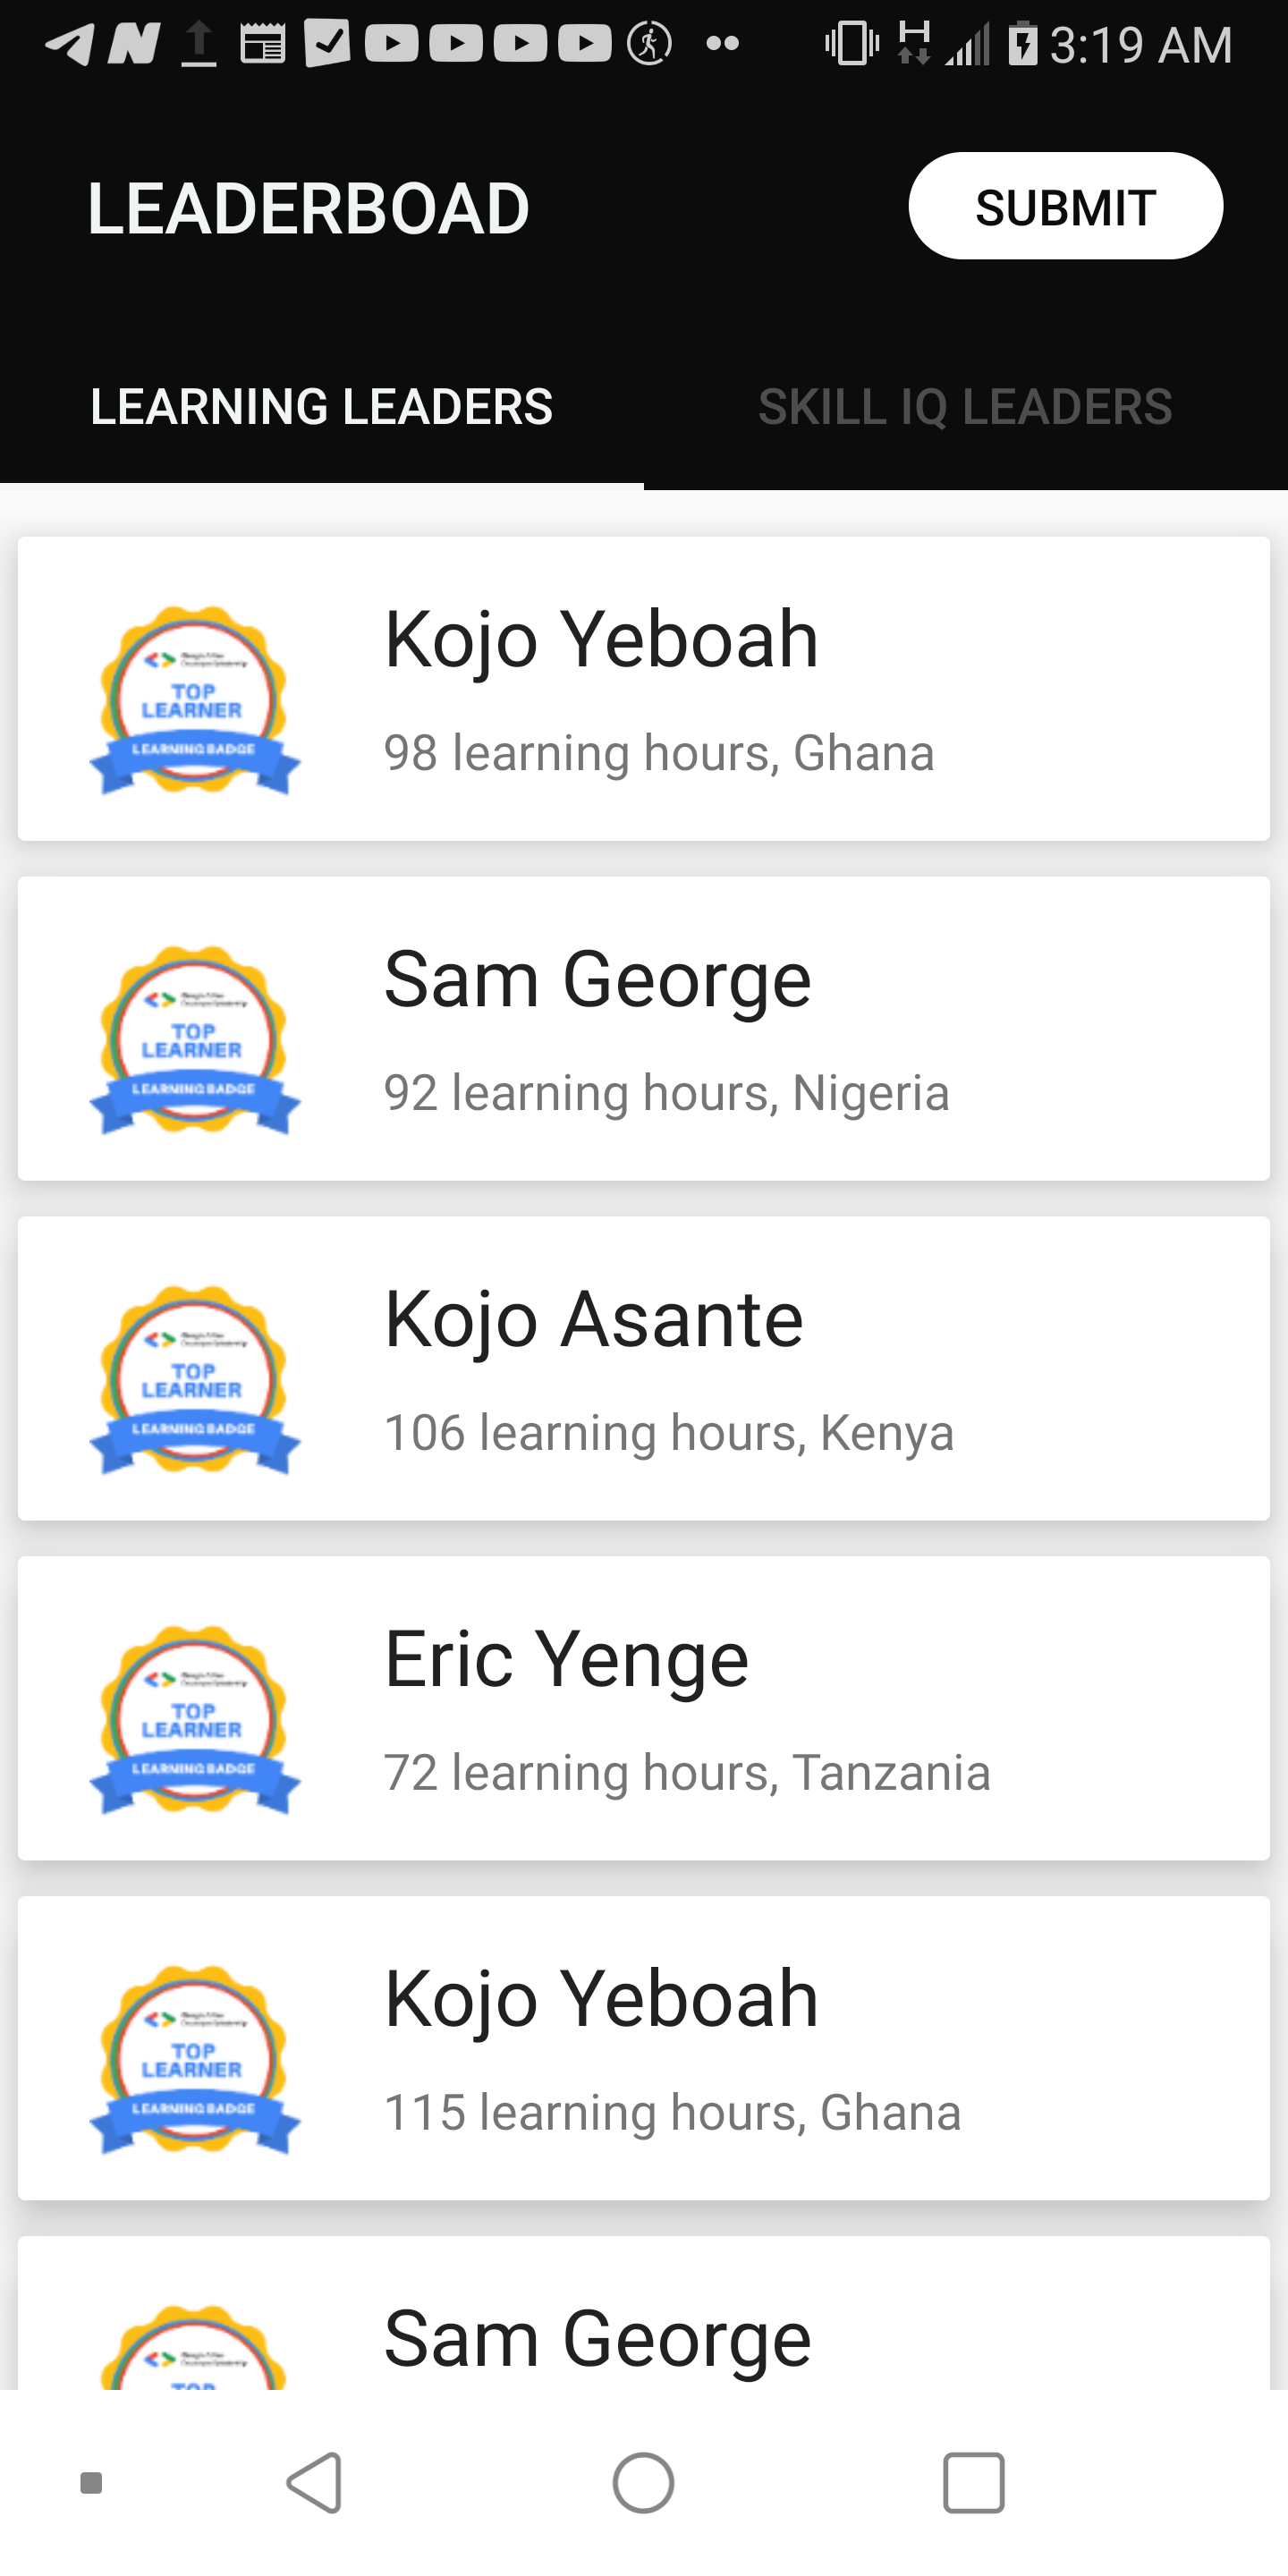 3:19 AM
LEADERBOAD
SUBMIT
LEARNING LEADERS
SKILL IQ LEADERS
Kojo Yeboah
TOP
LEARNER
LEARNING BADGE
98 learning hours, Ghana
Sam George
TOP
LEARNER
LEARNING BADGE
92 learning hours, Nigeria
Kojo Asante
TOP
LEARNER
LEARNING BADGE
106 learning hours, Kenya
Eric Yenge
TOP
LEARNER
LEARNING BADGE
72 learning hours, Tanzania
Kojo Yeboah
TOP
LEARNER
LEARNING BADGE
115 learning hours, Ghana
Sam George
TOP